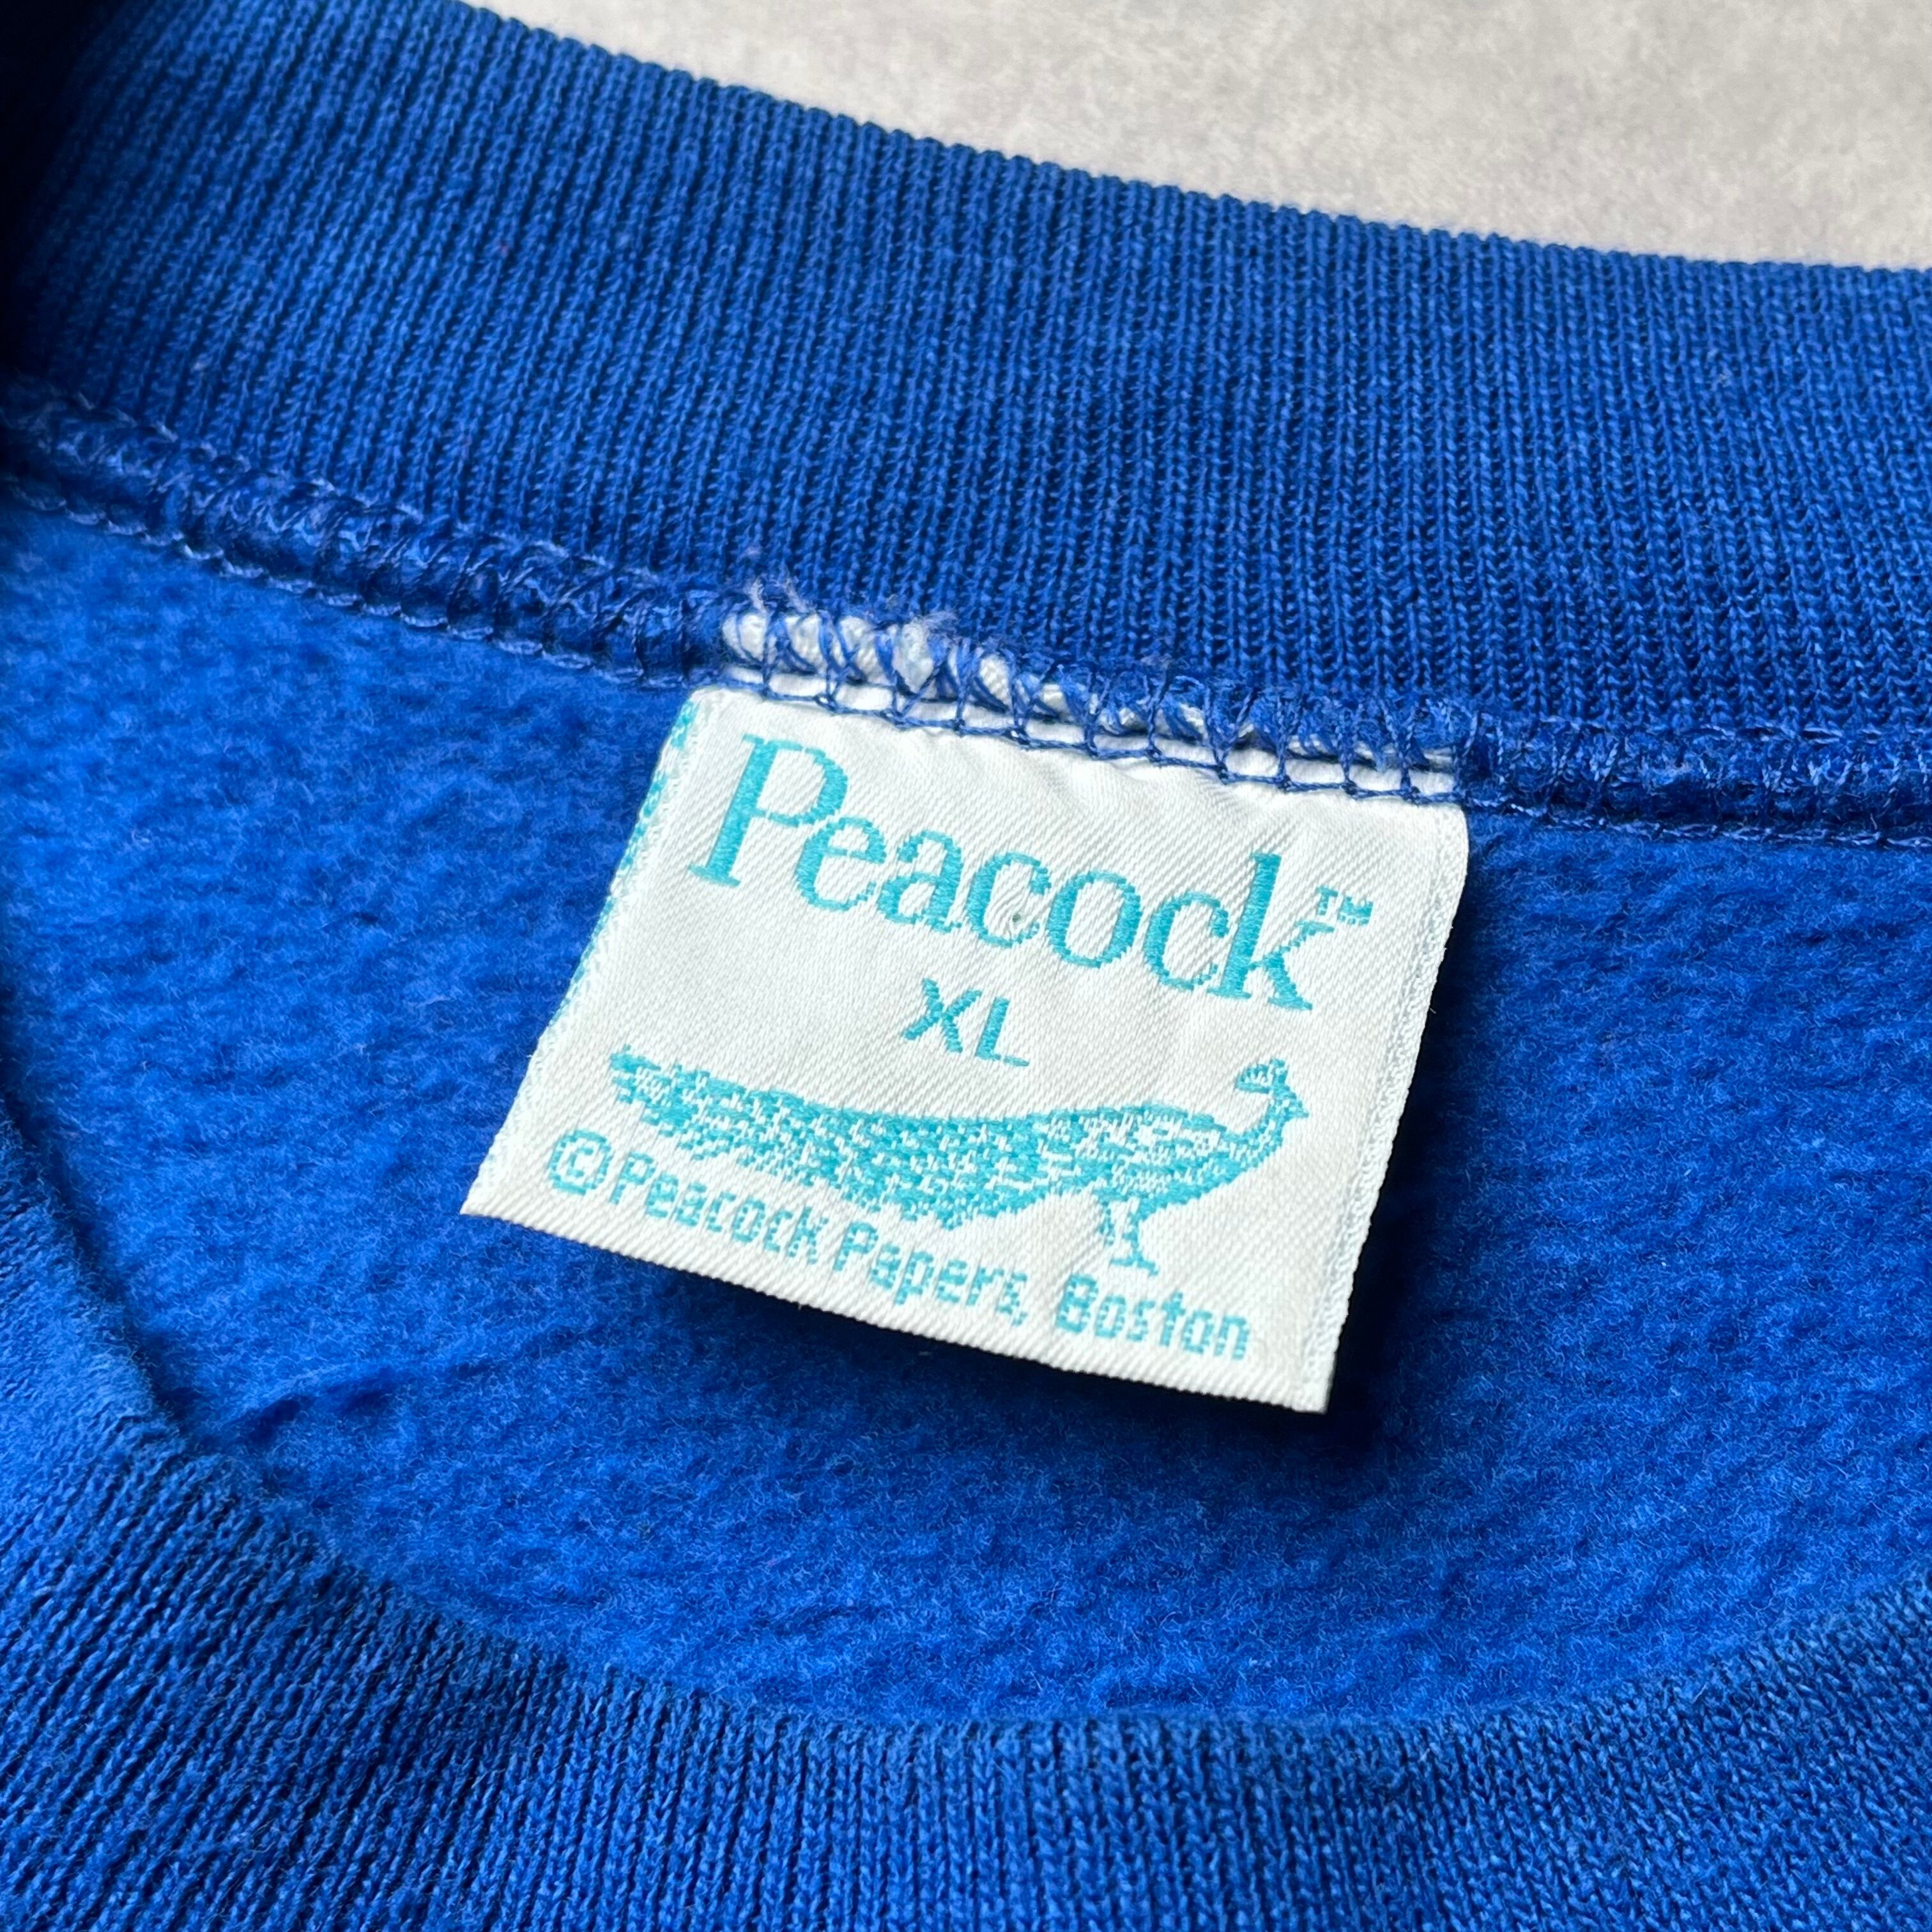 Peacock™
XL
©Peacock Papers, Boston